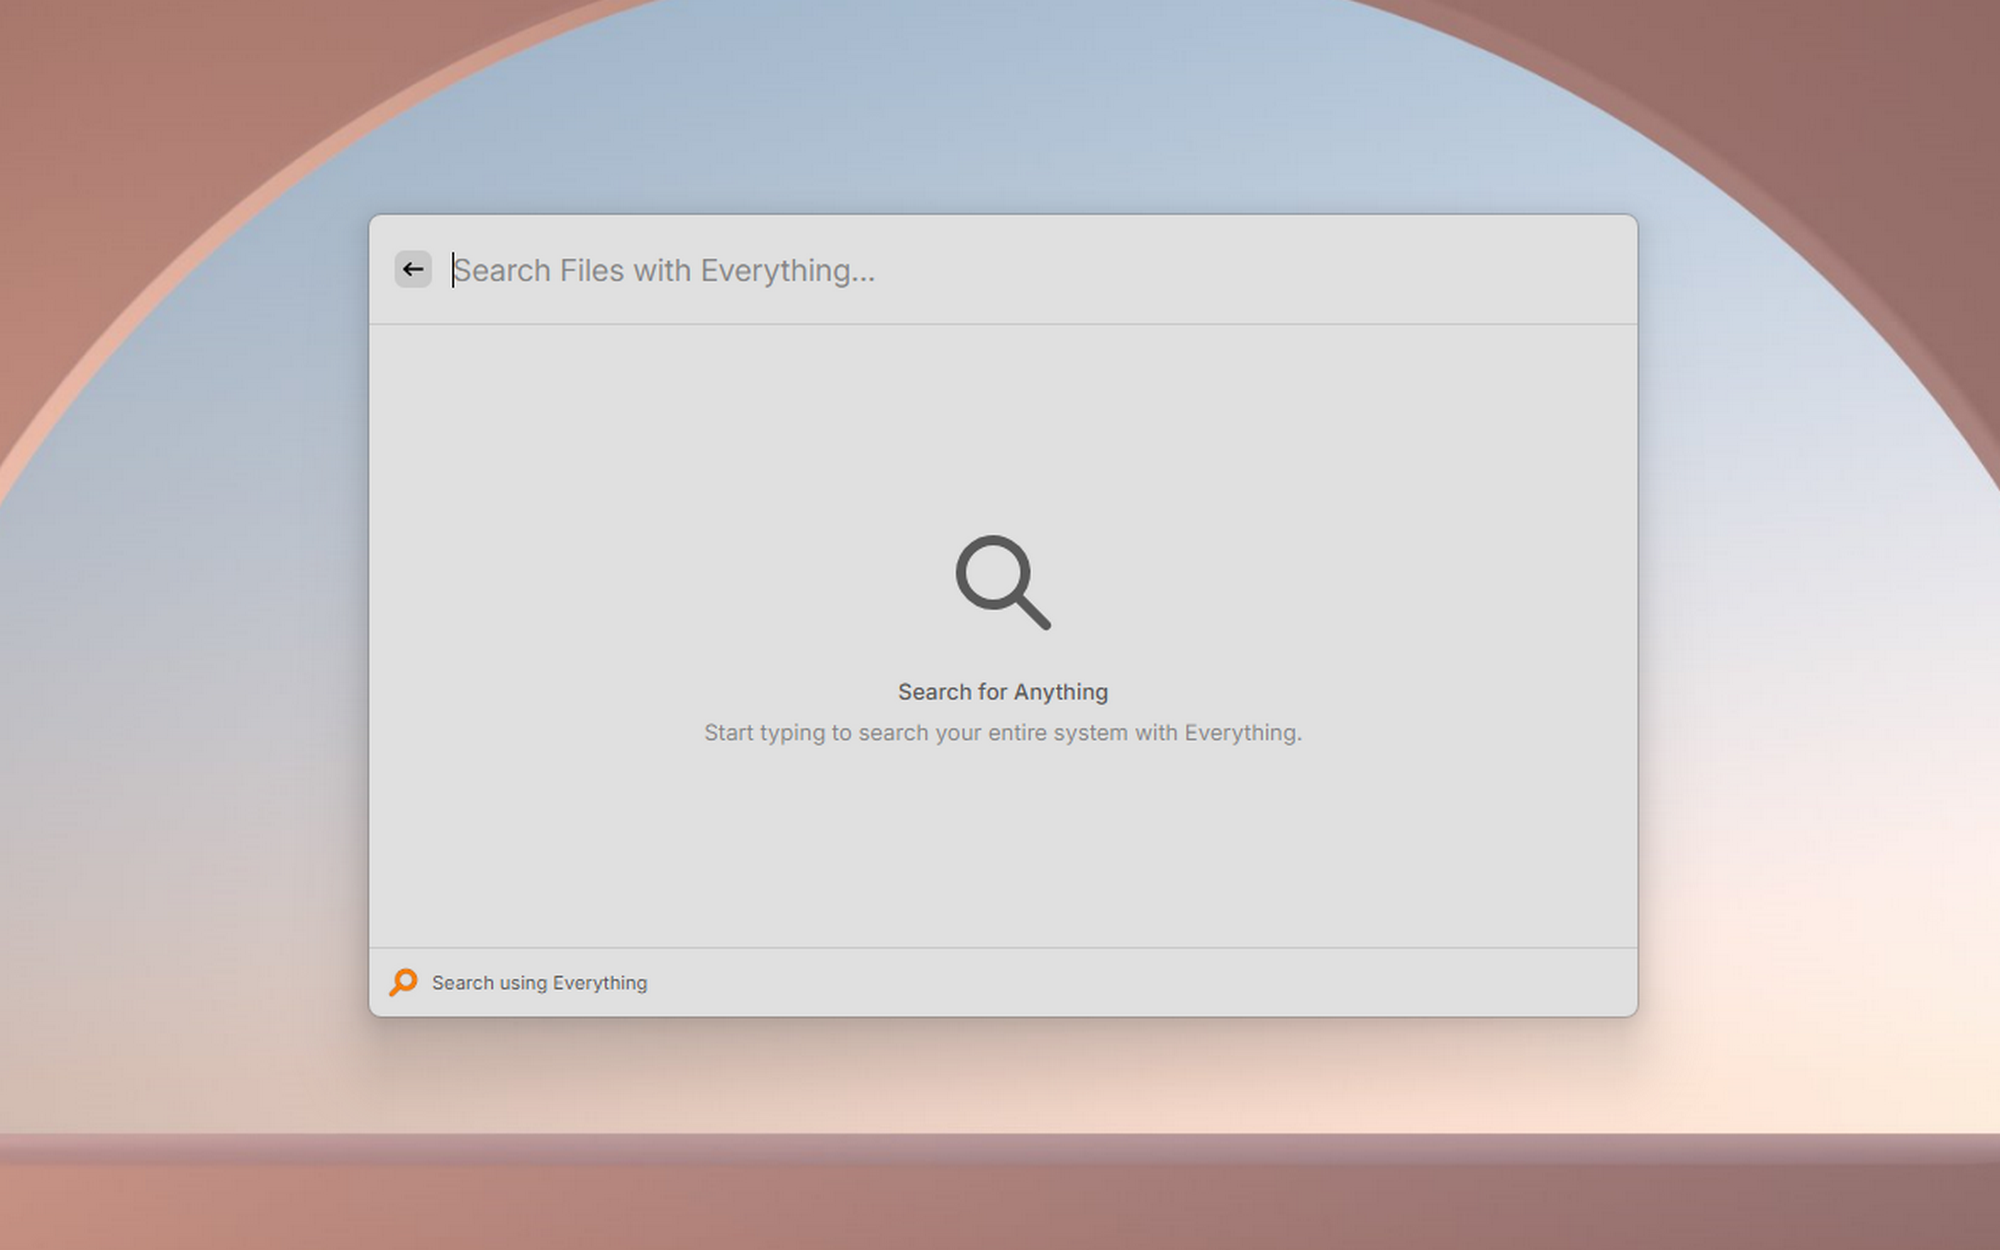 Search Files with Everything...
Search for Anything
Start typing to search your entire system with Everything.
Search using Everything